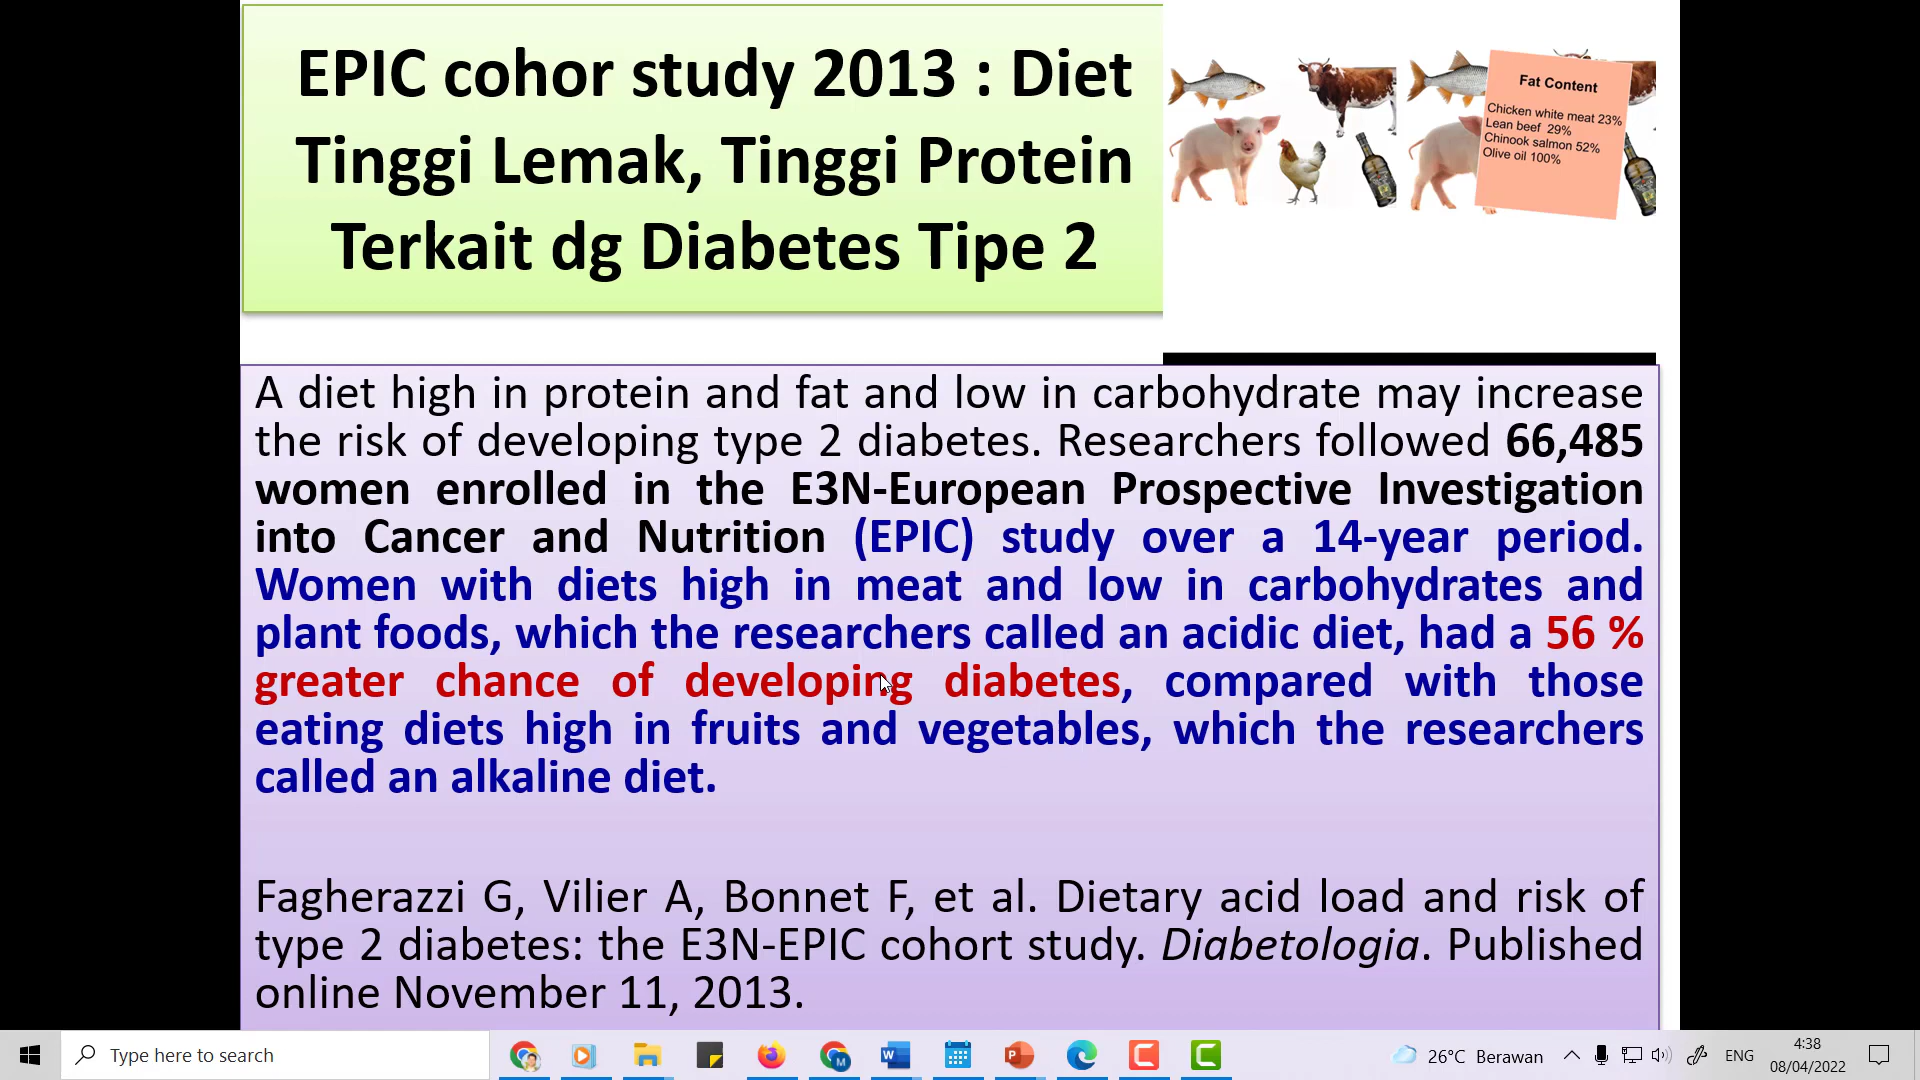 EPIC cohor study 2013 : Diet
Tinggi Lemak, Tinggi Protein
Terkait dg Diabetes Tipe 2
Fat Content
Chicken white meat 23%
Lean beef 29%
Chinook salmon 52%
Olive oil 100%
A diet high in protein and fat and low in carbohydrate may increase
the risk of developing type 2 diabetes. Researchers followed 66,485
women enrolled in the E3N-European Prospective Investigation
into Cancer and Nutrition (EPIC) study over a 14-year period.
Women with diets high in meat and low in carbohydrates and
plant foods, which the researchers called an acidic diet, had a 56 %
greater chance of developing diabetes, compared with those
eating diets high in fruits and vegetables, which the researchers
called an alkaline diet.
Fagherazzi G, Vilier A, Bonnet F, et al. Dietary acid load and risk of
type 2 diabetes: the E3N-EPIC cohort study. Diabetologia. Published
online November 11, 2013.
Type here to search
26°C Berawan
ENG
4:38
08/04/2022